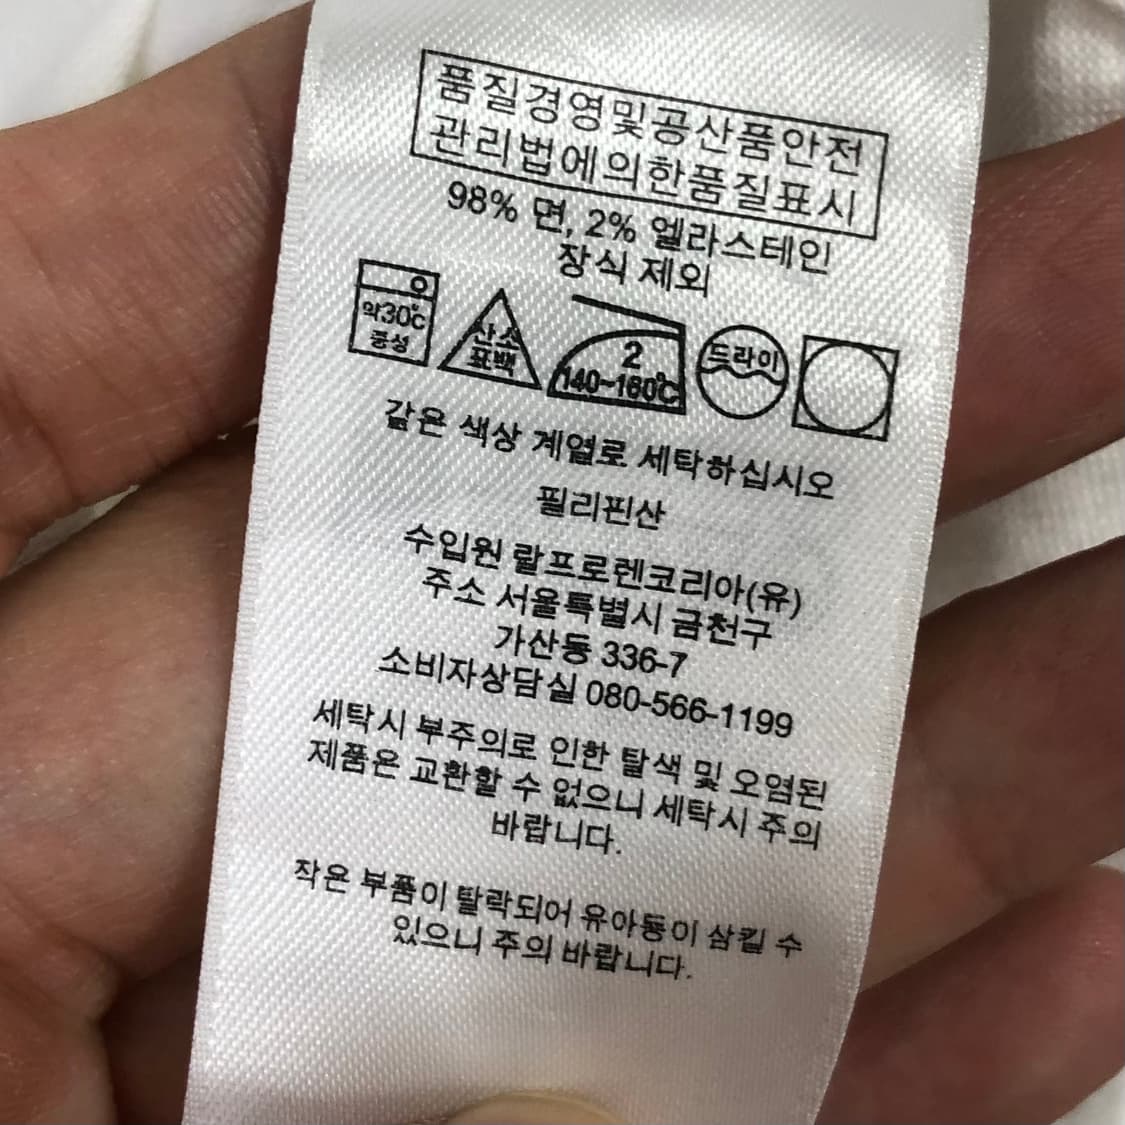 품질경영및공산품안전
관리법에의한품질표시
98% 면, 2% 엘라스테인
장식 제외
약30℃
중성
산소
표백
2
140~160℃
드라이
같은 색상 계열로 세탁하십시오
필리핀산
수입원 랄프로렌코리아(유)
주소 서울특별시 금천구
가산동 336-7
소비자상담실 080-566-1199
세탁시 부주의로 인한 탈색 및 오염된
제품은 교환할 수 없으니 세탁시 주의
바랍니다.
작은 부품이 탈락되어 유아동이 삼킬 수
있으니 주의 바랍니다.